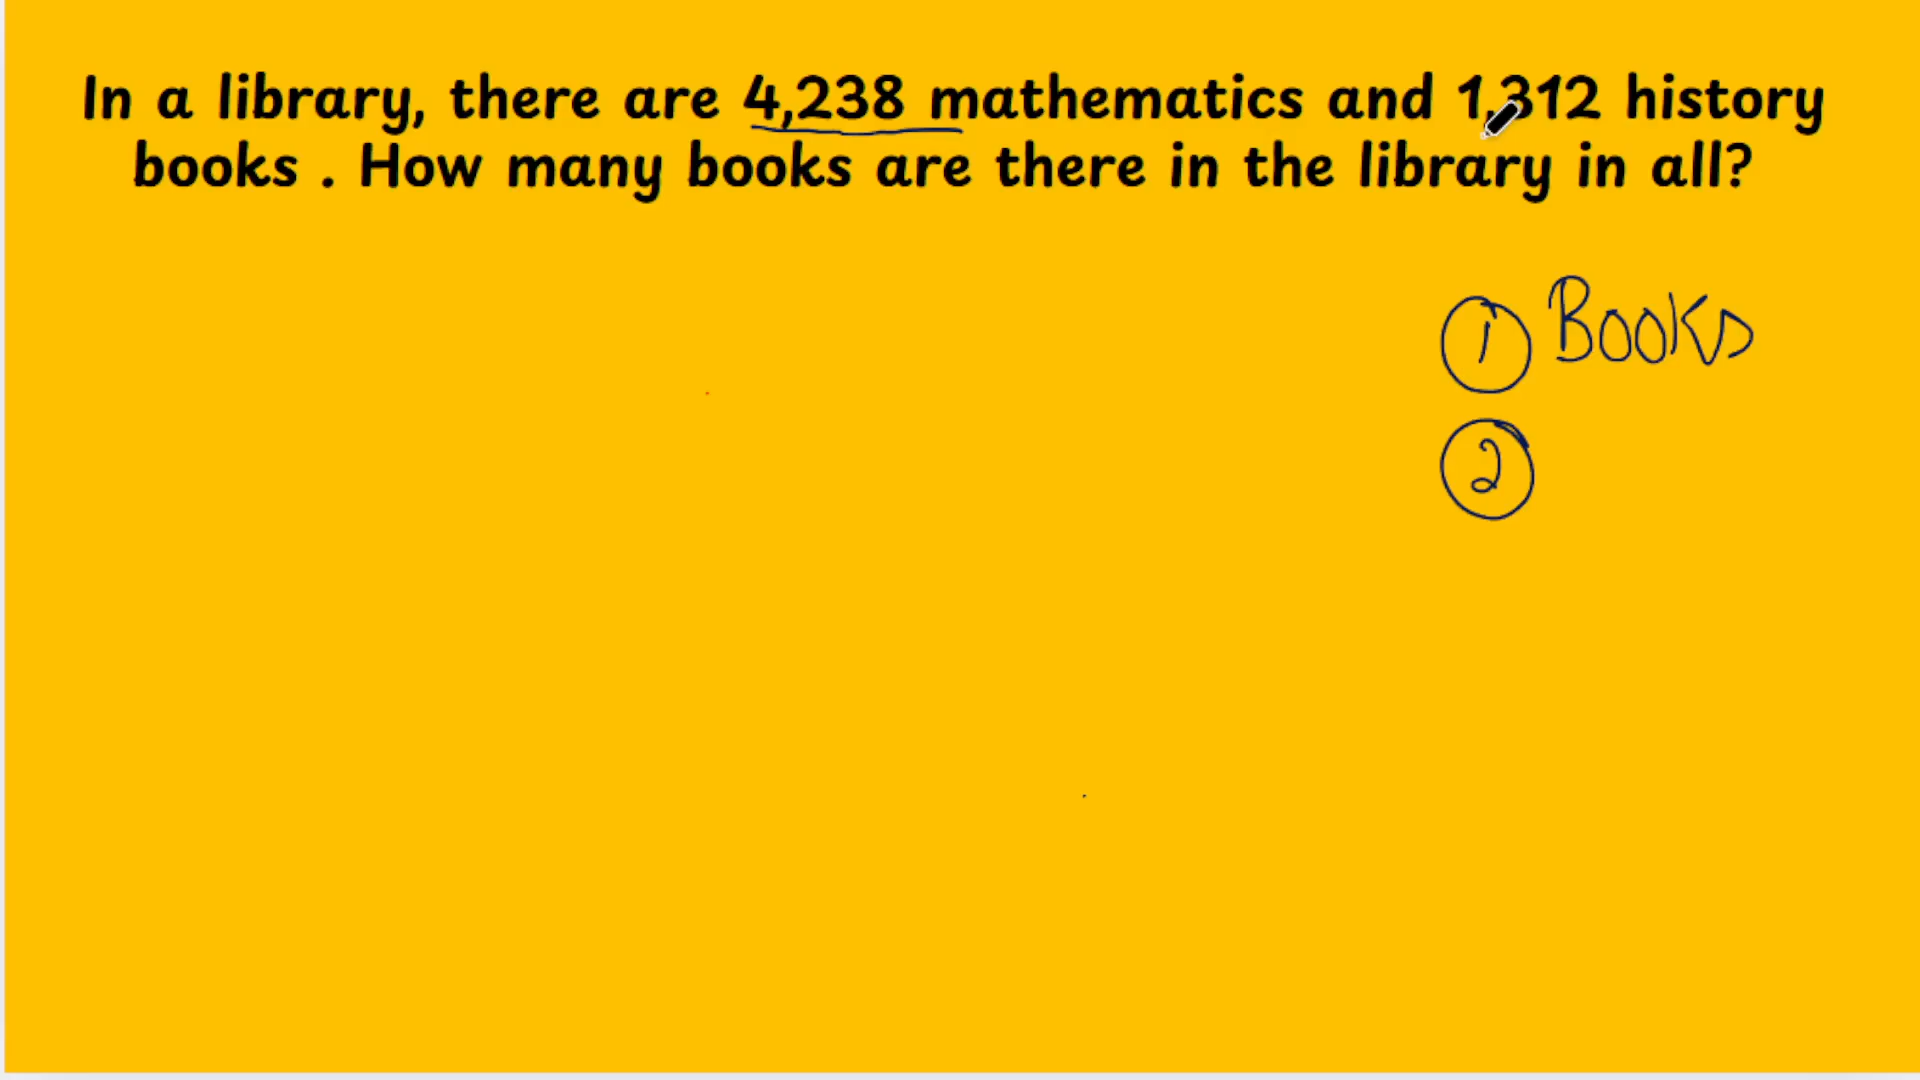 In a library, there are 4,238 mathematics and 1,312 history
books . How many books are there in the library in all?
1 Books
2